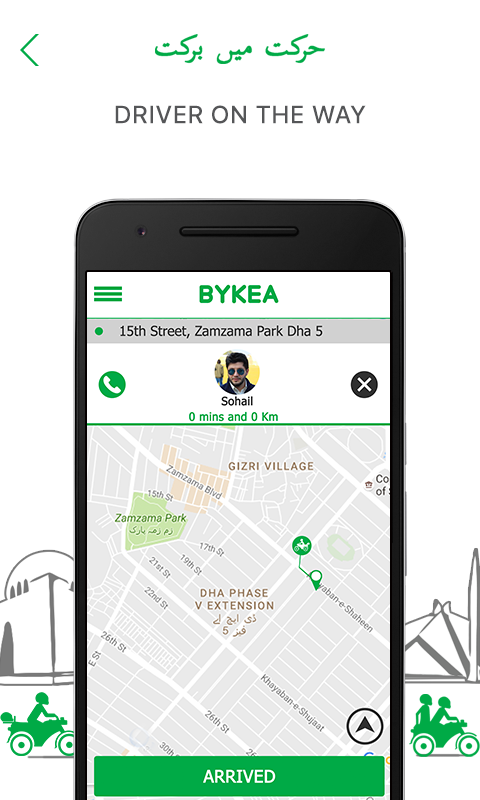 حرکت میں برکت
DRIVER ON THE WAY
BYKEA
15th Street, Zamzama Park Dha 5
Sohail
0 mins and 0 Km
GIZRI VILLAGE
Zamzama Blvd
Co
of S
15th St
Zamzama Park
زم زمہ پارک
17th St
21st St
22nd St
DHA PHASE
V EXTENSION
ڈی ایچ اے
فیز 5
Khayaban-e-Shaheen
26th St
E St
Khayaban-e-Shujaat
26th St
30th St
ARRIVED